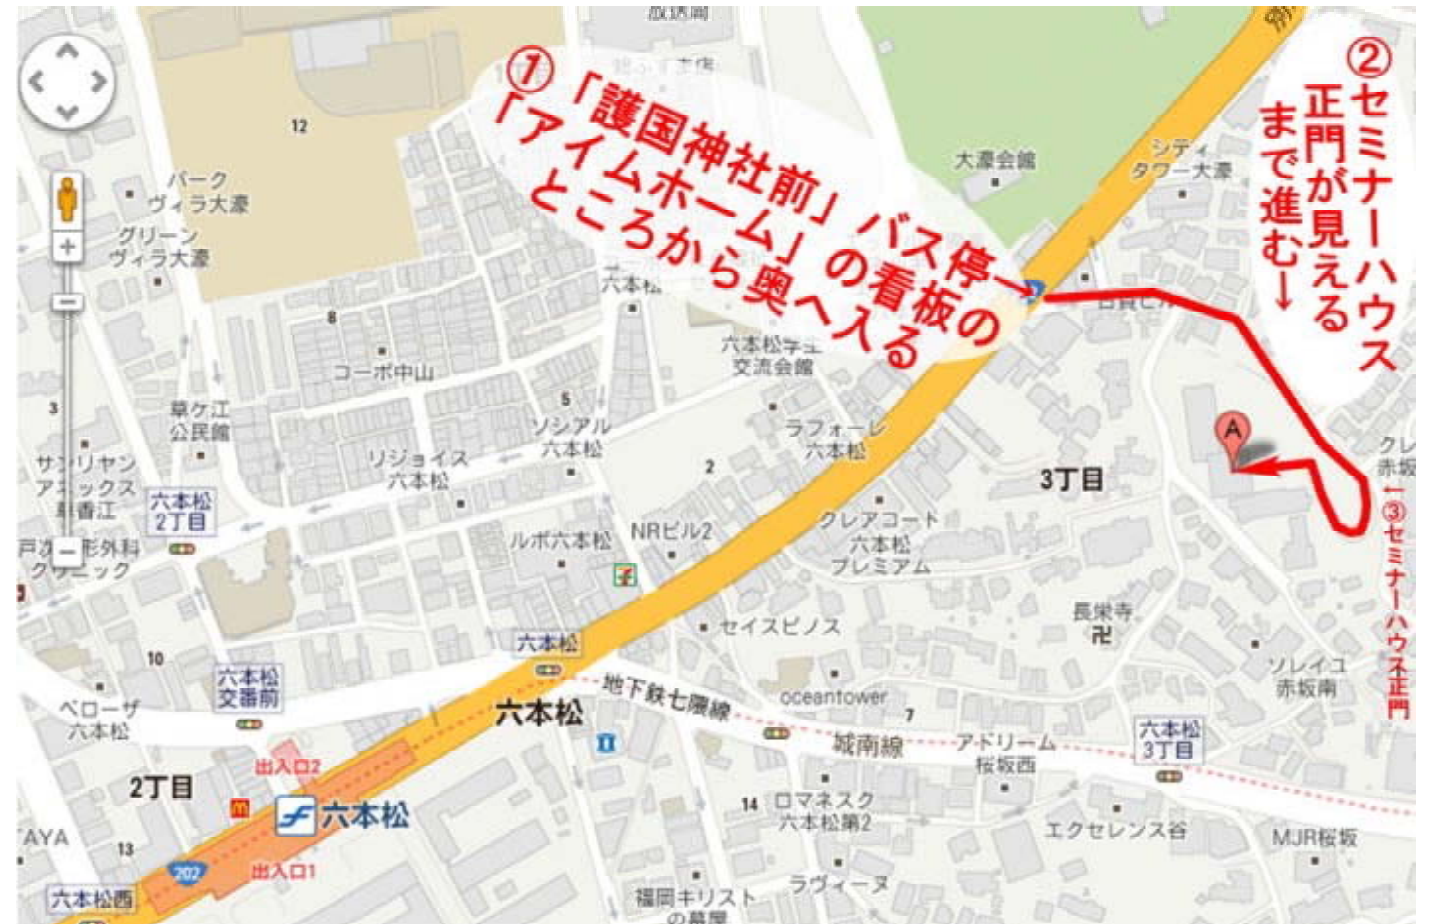 ①「護国神社前」バス停→
「アイムホーム」の看板の
ところから奥へ入る
②セミナーハウス
正門が見える
まで進む→
←③セミナーハウス正門
12
パーク
ヴィラ大濠
グリーン
ヴィラ大濠
大濠会館
シティ
タワー大濠
8
コーポ中山
六本松学生
交流会館
3
草ケ江
公民館
5
ソシアル
六本松
ラフォーレ
六本松
A
リジョイス
六本松
2
3丁目
六本松
2丁目
ルボ六本松
NRビル2
クレアコート
六本松
プレミアム
長栄寺
セイスピノス
六本松
10
六本松
交番前
ベローザ
六本松
六本松
地下鉄七隈線
oceantower
7
城南線
アドリーム
桜坂西
六本松
3丁目
ソレイユ
赤坂南
出入口2
2丁目
六本松
14
ロマネスク
六本松第2
エクセレンス谷
MJR桜坂
13
202
出入口1
ラヴィーヌ
六本松西
福岡キリスト